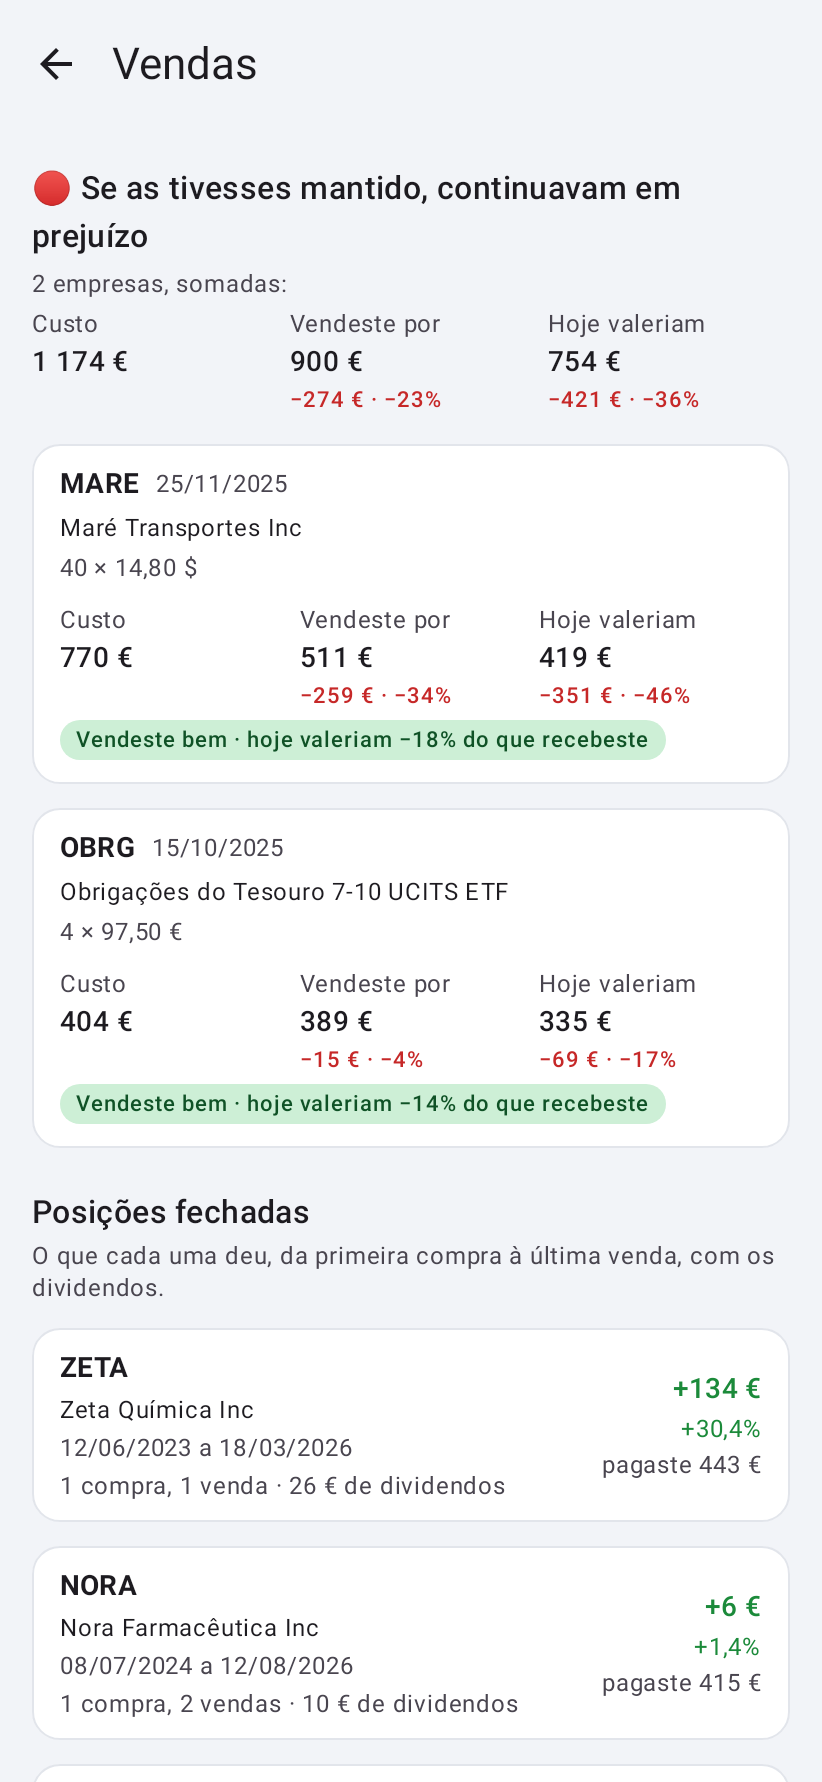 Vendas
Se as tivesses mantido, continuavam em
prejuízo
2 empresas, somadas:
Custo Vendeste por Hoje valeriam
1 174 € 900 € 754 €
−274 € · −23% −421 € · −36%
MARE 25/11/2025
Maré Transportes Inc
40 × 14,80 $
Custo Vendeste por Hoje valeriam
770 € 511 € 419 €
−259 € · −34% −351 € · −46%
Vendeste bem · hoje valeriam −18% do que recebeste
OBRG 15/10/2025
Obrigações do Tesouro 7-10 UCITS ETF
4 × 97,50 €
Custo Vendeste por Hoje valeriam
404 € 389 € 335 €
−15 € · −4% −69 € · −17%
Vendeste bem · hoje valeriam −14% do que recebeste
Posições fechadas
O que cada uma deu, da primeira compra à última venda, com os
dividendos.
ZETA
Zeta Química Inc
12/06/2023 a 18/03/2026
1 compra, 1 venda · 26 € de dividendos
+134 €
+30,4%
pagaste 443 €
NORA
Nora Farmacêutica Inc
08/07/2024 a 12/08/2026
1 compra, 2 vendas · 10 € de dividendos
+6 €
+1,4%
pagaste 415 €